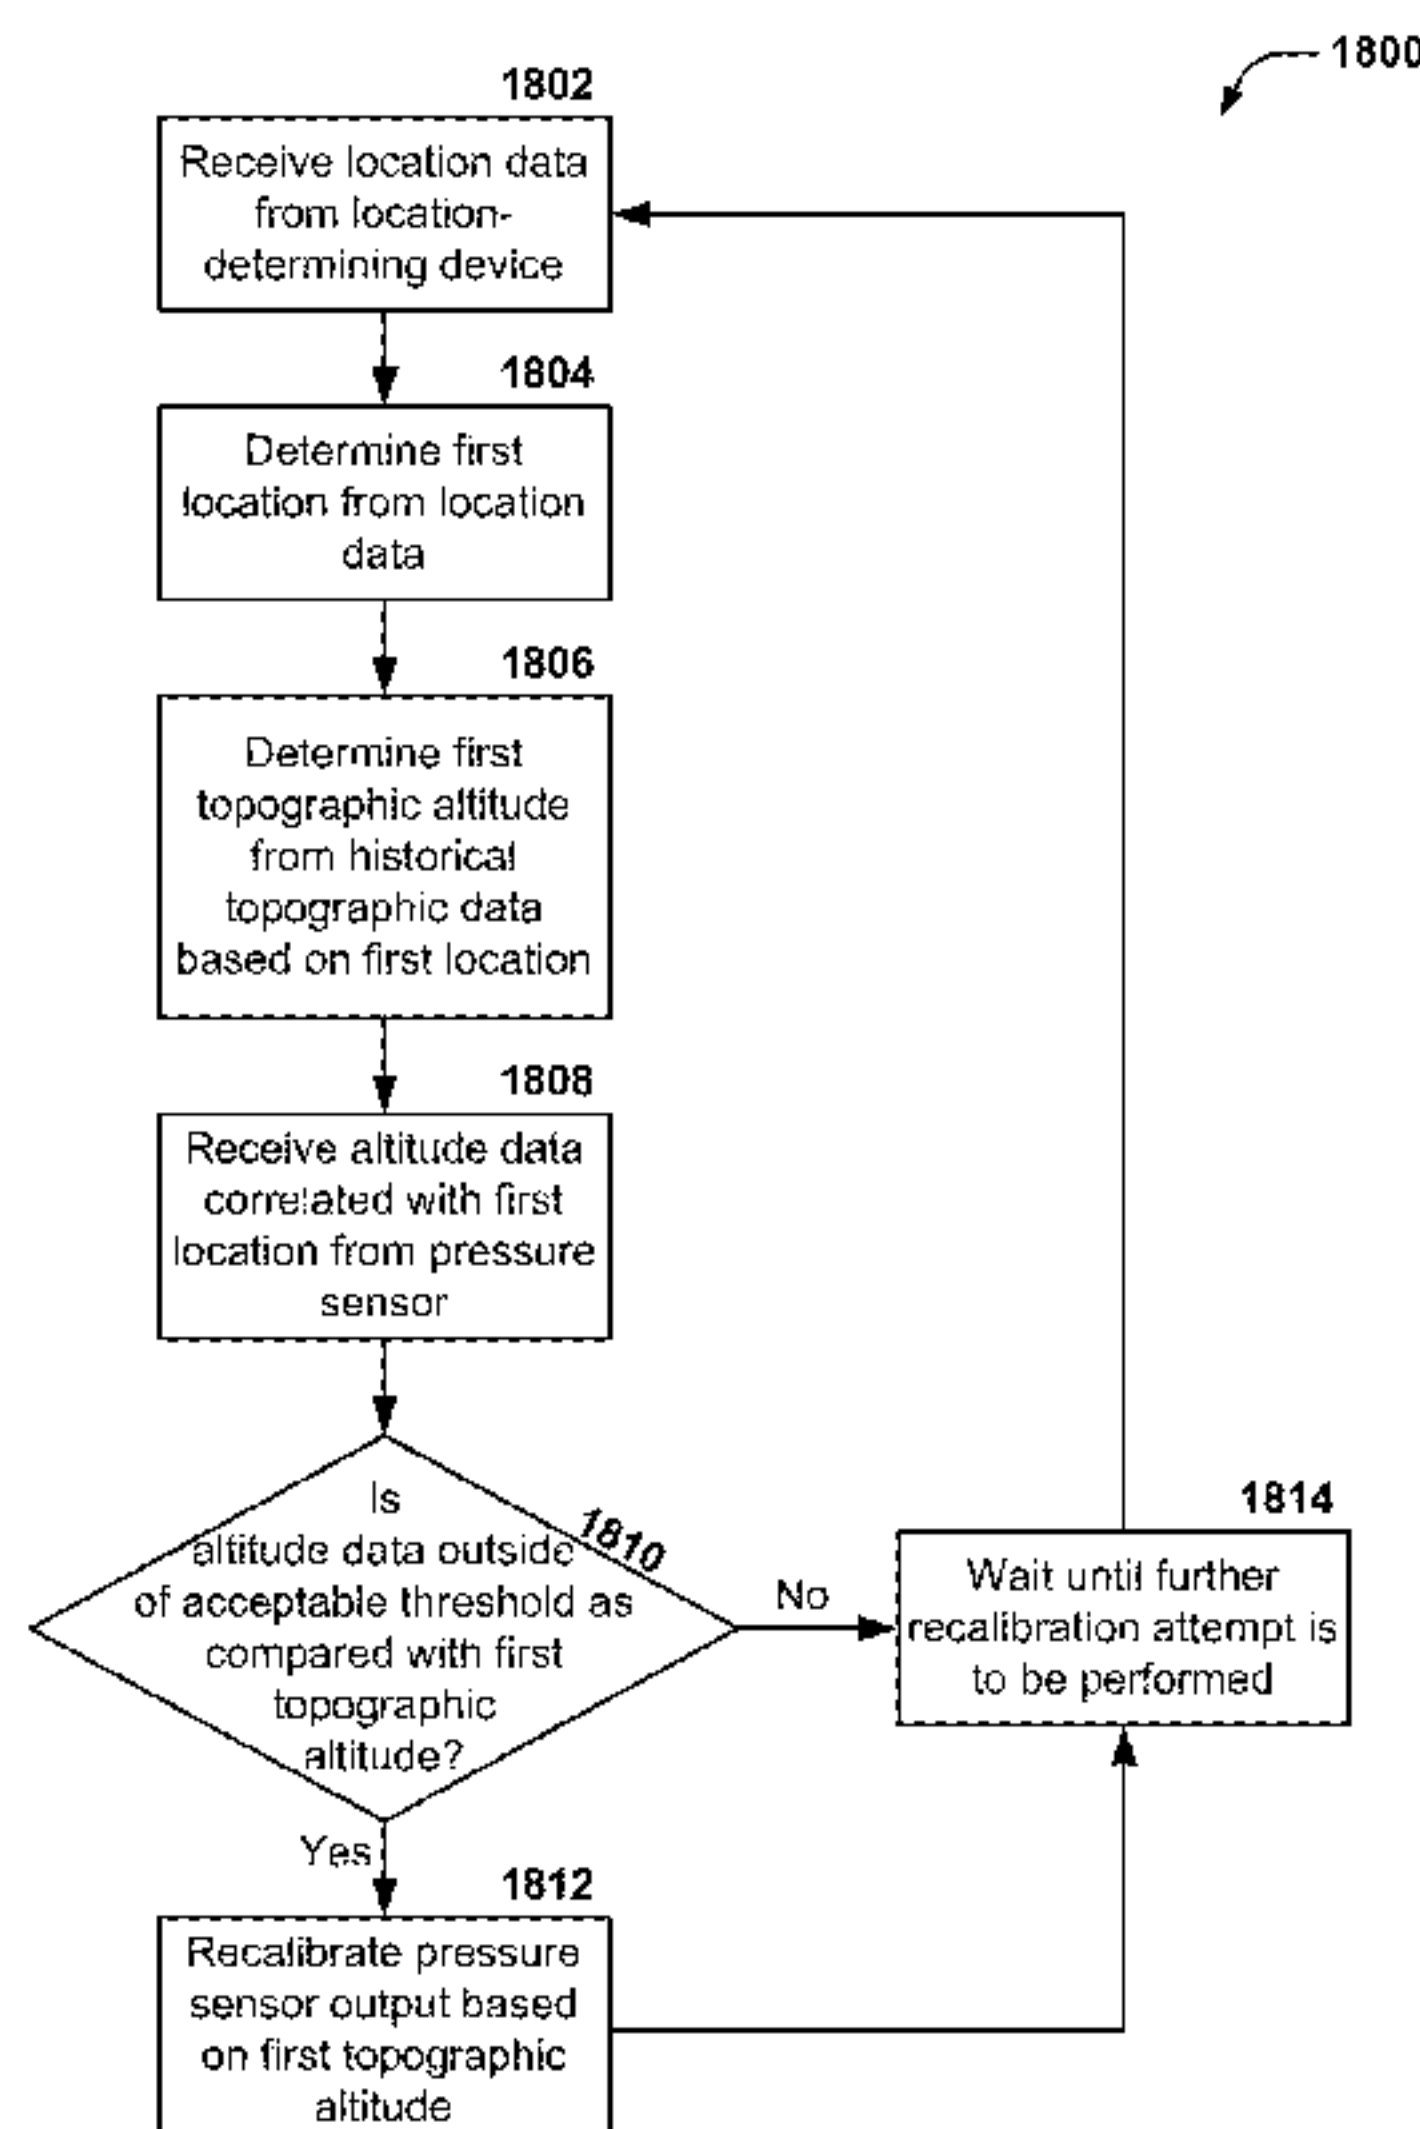 1800
1802
Receive location data
from location-
determining device
1804
Determine first
location from location
data
1806
Determine first
topographic altitude
from historical
topographic data
based on first location
1808
Receive altitude data
correlated with first
location from pressure
sensor
Is
altitude data outside
of acceptable threshold as
compared with first
topographic
altitude?
1810
No
1814
Wait until further
recalibration attempt is
to be performed
Yes
1812
Recalibrate pressure
sensor output based
on first topographic
altitude